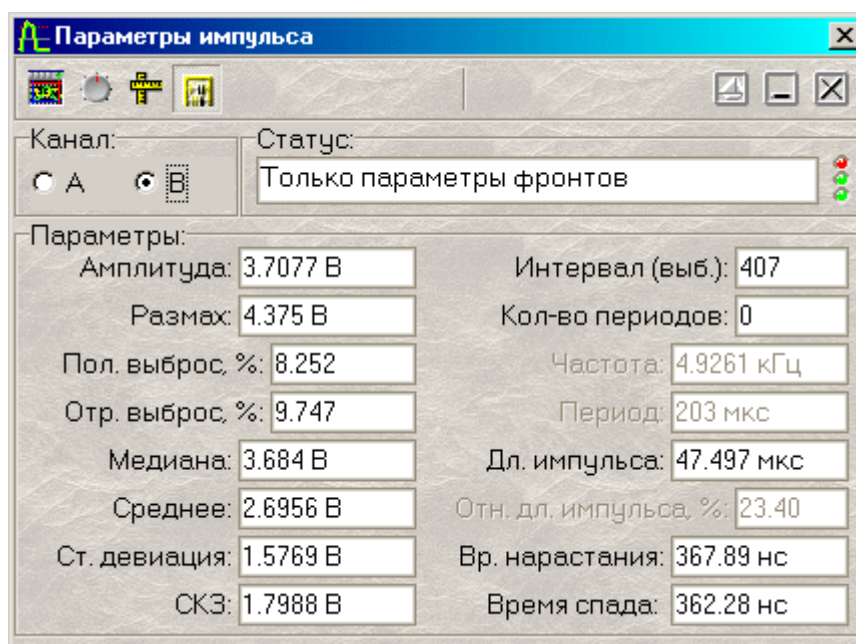 Параметры импульса
Канал:
A
B
Статус:
Только параметры фронтов
Параметры:
Амплитуда: 3.7077 В
Интервал (выб.): 407
Размах: 4.375 В
Кол-во периодов: 0
Пол. выброс, %: 8.252
Частота: 4.9261 кГц
Отр. выброс, %: 9.747
Период: 203 мкс
Медиана: 3.684 В
Дл. импульса: 47.497 мкс
Среднее: 2.6956 В
Отн. дл. импульса, %: 23.40
Ст. девиация: 1.5769 В
Вр. нарастания: 367.89 нс
СКЗ: 1.7988 В
Время спада: 362.28 нс